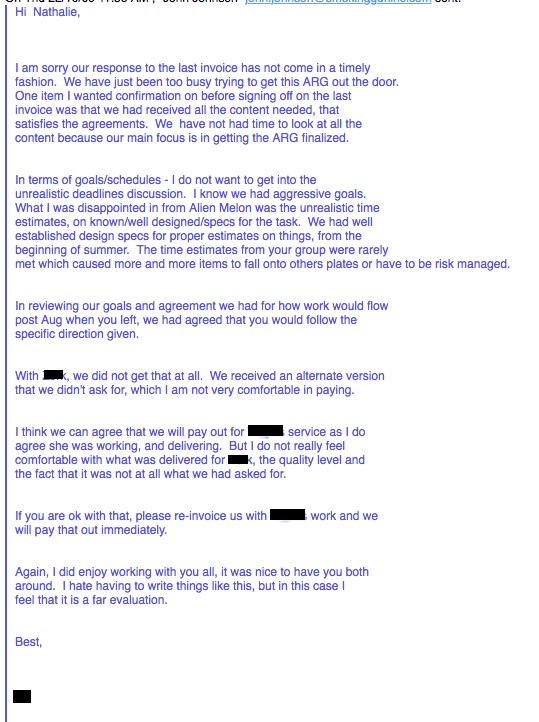 Hi Nathalie,
I am sorry our response to the last invoice has not come in a timely
fashion. We have just been too busy trying to get this ARG out the door.
One item I wanted confirmation on before signing off on the last
invoice was that we had received all the content needed, that
satisfies the agreements. We have not had time to look at all the
content because our main focus is in getting the ARG finalized.
In terms of goals/schedules - I do not want to get into the
unrealistic deadlines discussion. I know we had aggressive goals.
What I was disappointed in from Alien Melon was the unrealistic time
estimates, on known/well designed/specs for the task. We had well
established design specs for proper estimates on things, from the
beginning of summer. The time estimates from your group were rarely
met which caused more and more items to fall onto others plates or have to be risk managed.
In reviewing our goals and agreement we had for how work would flow
post Aug when you left, we had agreed that you would follow the
specific direction given.
With k, we did not get that at all. We received an alternate version
that we didn't ask for, which I am not very comfortable in paying.
I think we can agree that we will pay out for service as I do
agree she was working, and delivering. But I do not really feel
comfortable with what was delivered for k, the quality level and
the fact that it was not at all what we had asked for.
If you are ok with that, please re-invoice us with work and we
will pay that out immediately.
Again, I did enjoy working with you all, it was nice to have you both
around. I hate having to write things like this, but in this case I
feel that it is a far evaluation.
Best,